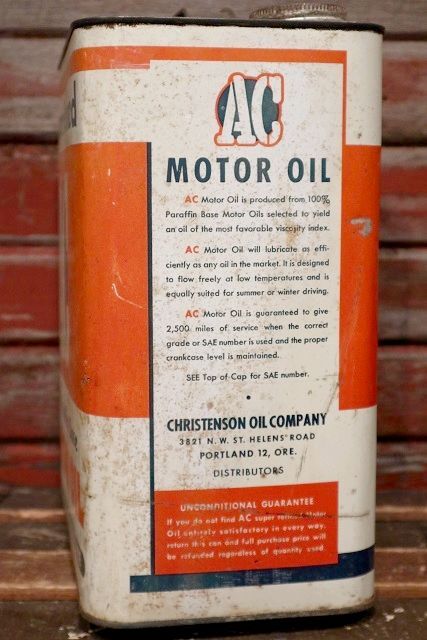 AC
MOTOR OIL
AC Motor Oil is produced from 100%
Paraffin Base Motor Oils selected to yield
an oil of the most favorable viscosity index.
AC Motor Oil will lubricate as effi-
ciently as any oil in the market. It is designed
to flow freely at low temperatures and is
equally suited for summer or winter driving.
AC Motor Oil is guaranteed to give
2,500 miles of service when the correct
grade or SAE number is used and the proper
crankcase level is maintained.
SEE Top of Cap for SAE number.
CHRISTENSON OIL COMPANY
3821 N. W. ST. HELENS' ROAD
PORTLAND 12, ORE.
DISTRIBUTORS
UNCONDITIONAL GUARANTEE
If you do not find AC super Motor
Oil entirely satisfactory in every way,
return this can and full purchase price will
be refunded regardless of quantity used